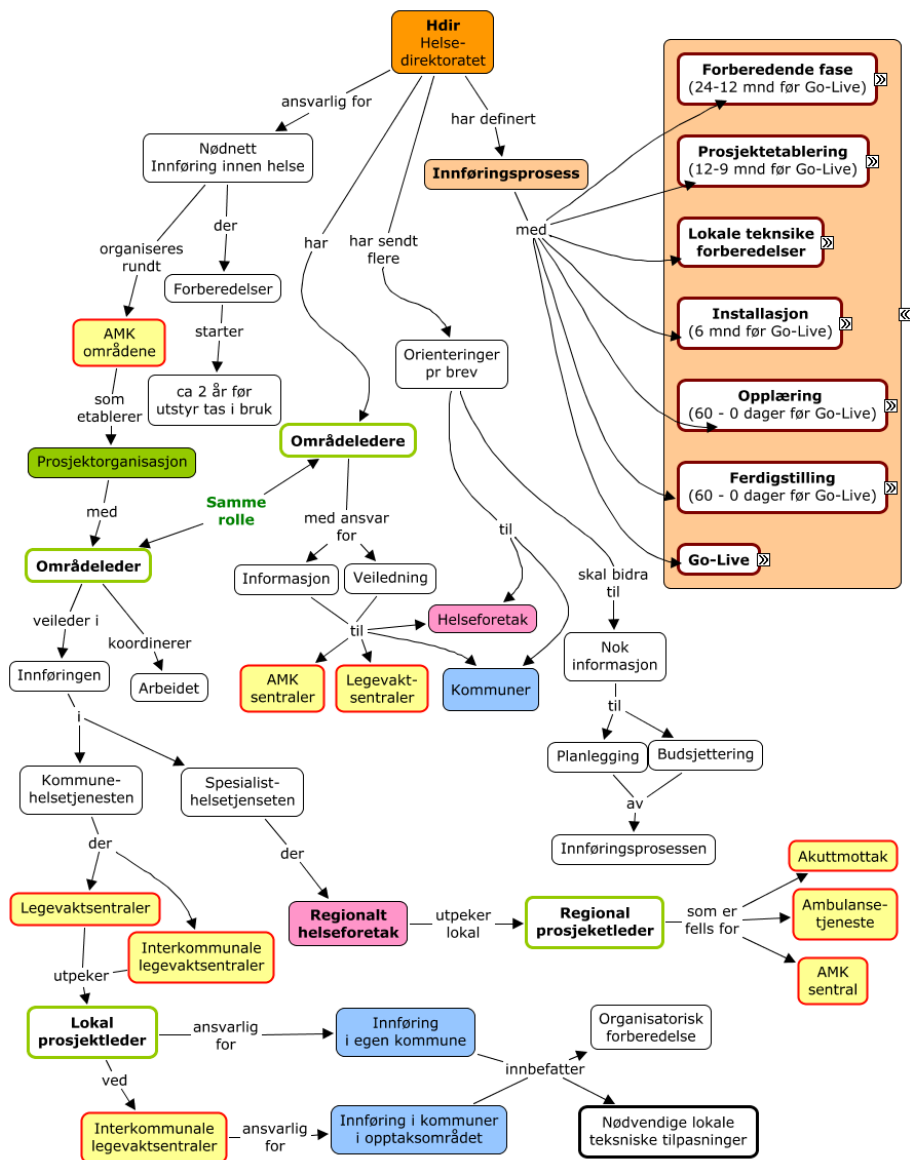 Hdir
Helse-
direktoratet
ansvarlig for
har definert
Nødnett
Innføring innen helse
Innføringsprosess
Forberedende fase
(24-12 mnd før Go-Live)
Prosjektetablering
(12-9 mnd før Go-Live)
Lokale teknsike
forberedelser
Installasjon
(6 mnd før Go-Live)
Opplæring
(60 - 0 dager før Go-Live)
Ferdigstilling
(60 - 0 dager før Go-Live)
Go-Live
med
organiseres
rundt
der
har
har sendt
flere
Forberedelser
AMK
områdene
starter
ca 2 år før
utstyr tas i bruk
Orienteringer
pr brev
som
etablerer
Prosjektorganisasjon
Områdeledere
Samme
rolle
med
med ansvar
for
til
Områdeleder
Informasjon
Veiledning
skal bidra
til
veileder i
koordinerer
til
Helseforetak
Nok
informasjon
Innføringen
Arbeidet
AMK
sentraler
Legevakt-
sentraler
Kommuner
i
til
Planlegging
Budsjettering
Kommune-
helsetjenesten
Spesialist-
helsetjenseten
av
der
der
Innføringsprosessen
Akuttmottak
Legevaktsentraler
Regionalt
helseforetak
utpeker
lokal
Regional
prosjeketleder
som er
fells for
Ambulanse-
tjeneste
Interkommunale
legevaktsentraler
utpeker
AMK
sentral
Lokal
prosjektleder
ansvarlig
for
Innføring
i egen kommune
Organisatorisk
forberedelse
innbefatter
ved
Interkommunale
legevaktsentraler
ansvarlig
for
Innføring i kommuner
i opptaksområdet
Nødvendige lokale
teksniske tilpasninger